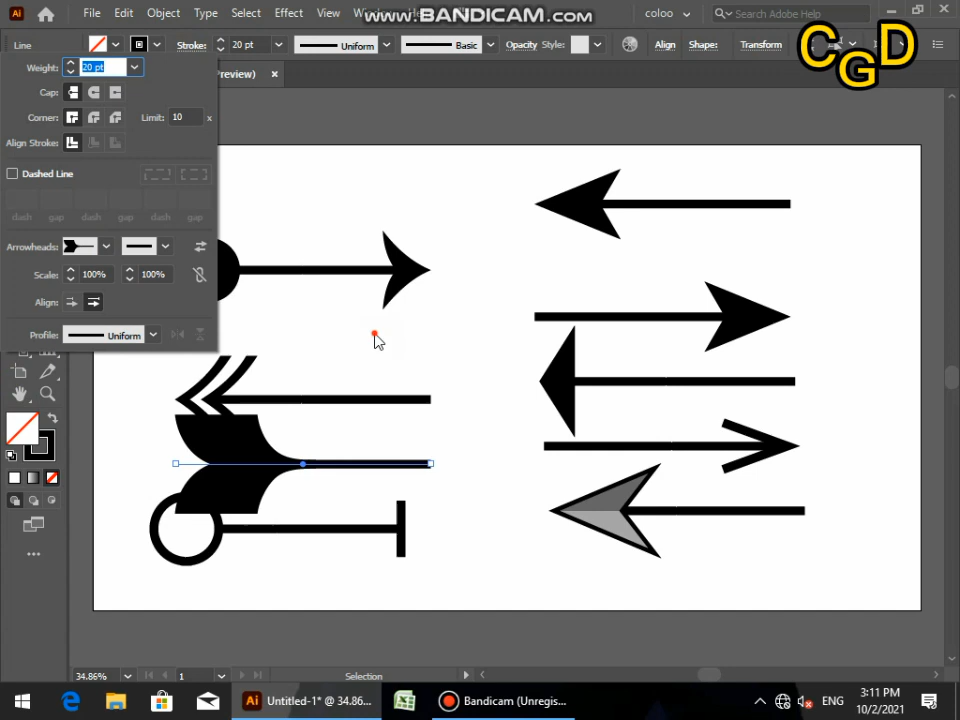 File Edit Object Type Select Effect View Wind
www.BANDICAM.com
coloo
Search Adobe Help
Line
Stroke: 20 pt
Uniform
Basic
Opacity Style:
Align
Shape:
Transform
CGD
Weight: 20 pt
review)
Cap:
Corner:
Limit: 10 x
Align Stroke:
Dashed Line
dash gap dash gap dash gap
Arrowheads:
Scale: 100% 100%
Align:
Profile: Uniform
34.86%
1
Selection
Untitled-1* @ 34.86...
Bandicam (Unregis...
ENG
3:11 PM
10/2/2021